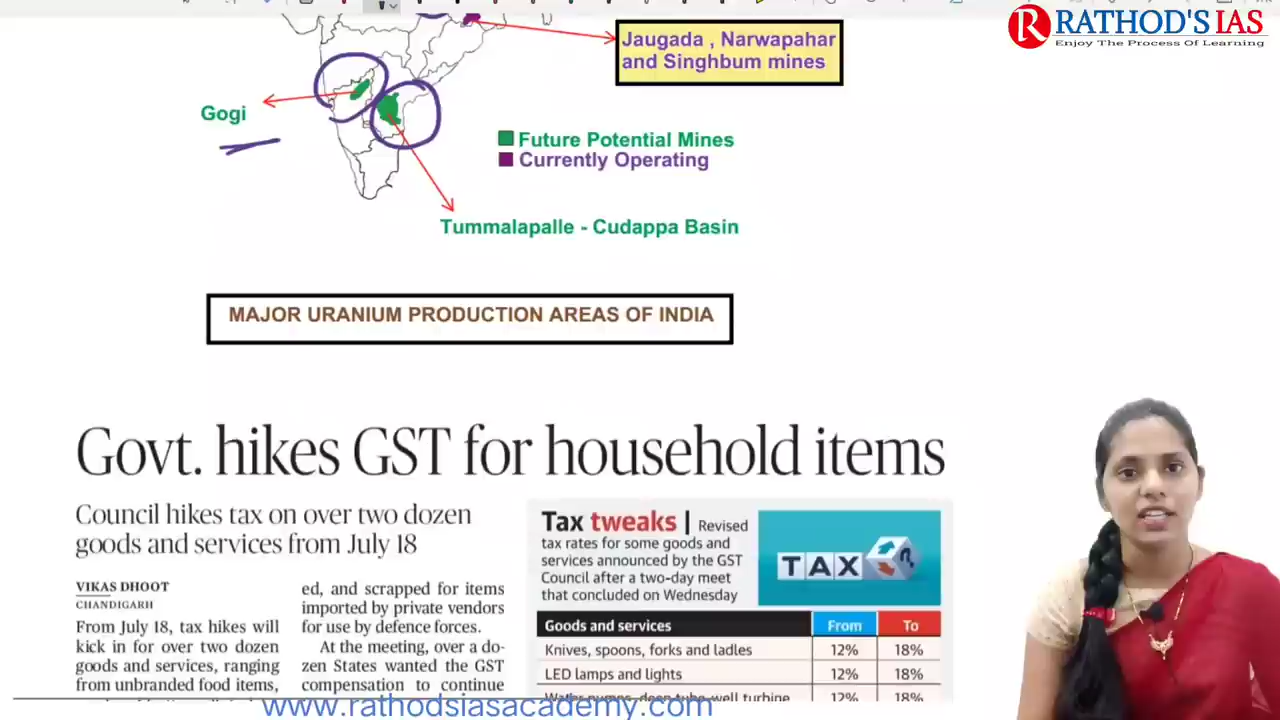 RATHOD'S IAS
Enjoy The Process Of Learning
Jaugada , Narwapahar
and Singhbum mines
Gogi
Future Potential Mines
Currently Operating
Tummalapalle - Cudappa Basin
MAJOR URANIUM PRODUCTION AREAS OF INDIA
Govt. hikes GST for household items
Council hikes tax on over two dozen
goods and services from July 18
VIKAS DHOOT
CHANDIGARH
From July 18, tax hikes will
kick in for over two dozen
goods and services, ranging
from unbranded food items,
ed, and scrapped for items
imported by private vendors
for use by defence forces.
At the meeting, over a do-
zen States wanted the GST
compensation to continue
Tax tweaks | Revised
tax rates for some goods and
services announced by the GST
Council after a two-day meet
that concluded on Wednesday
TAX
Goods and services From To
Knives, spoons, forks and ladles 12% 18%
LED lamps and lights 12% 18%
Water pumps, deep tube-well turbine 12% 18%
www.rathodsiasacademy.com